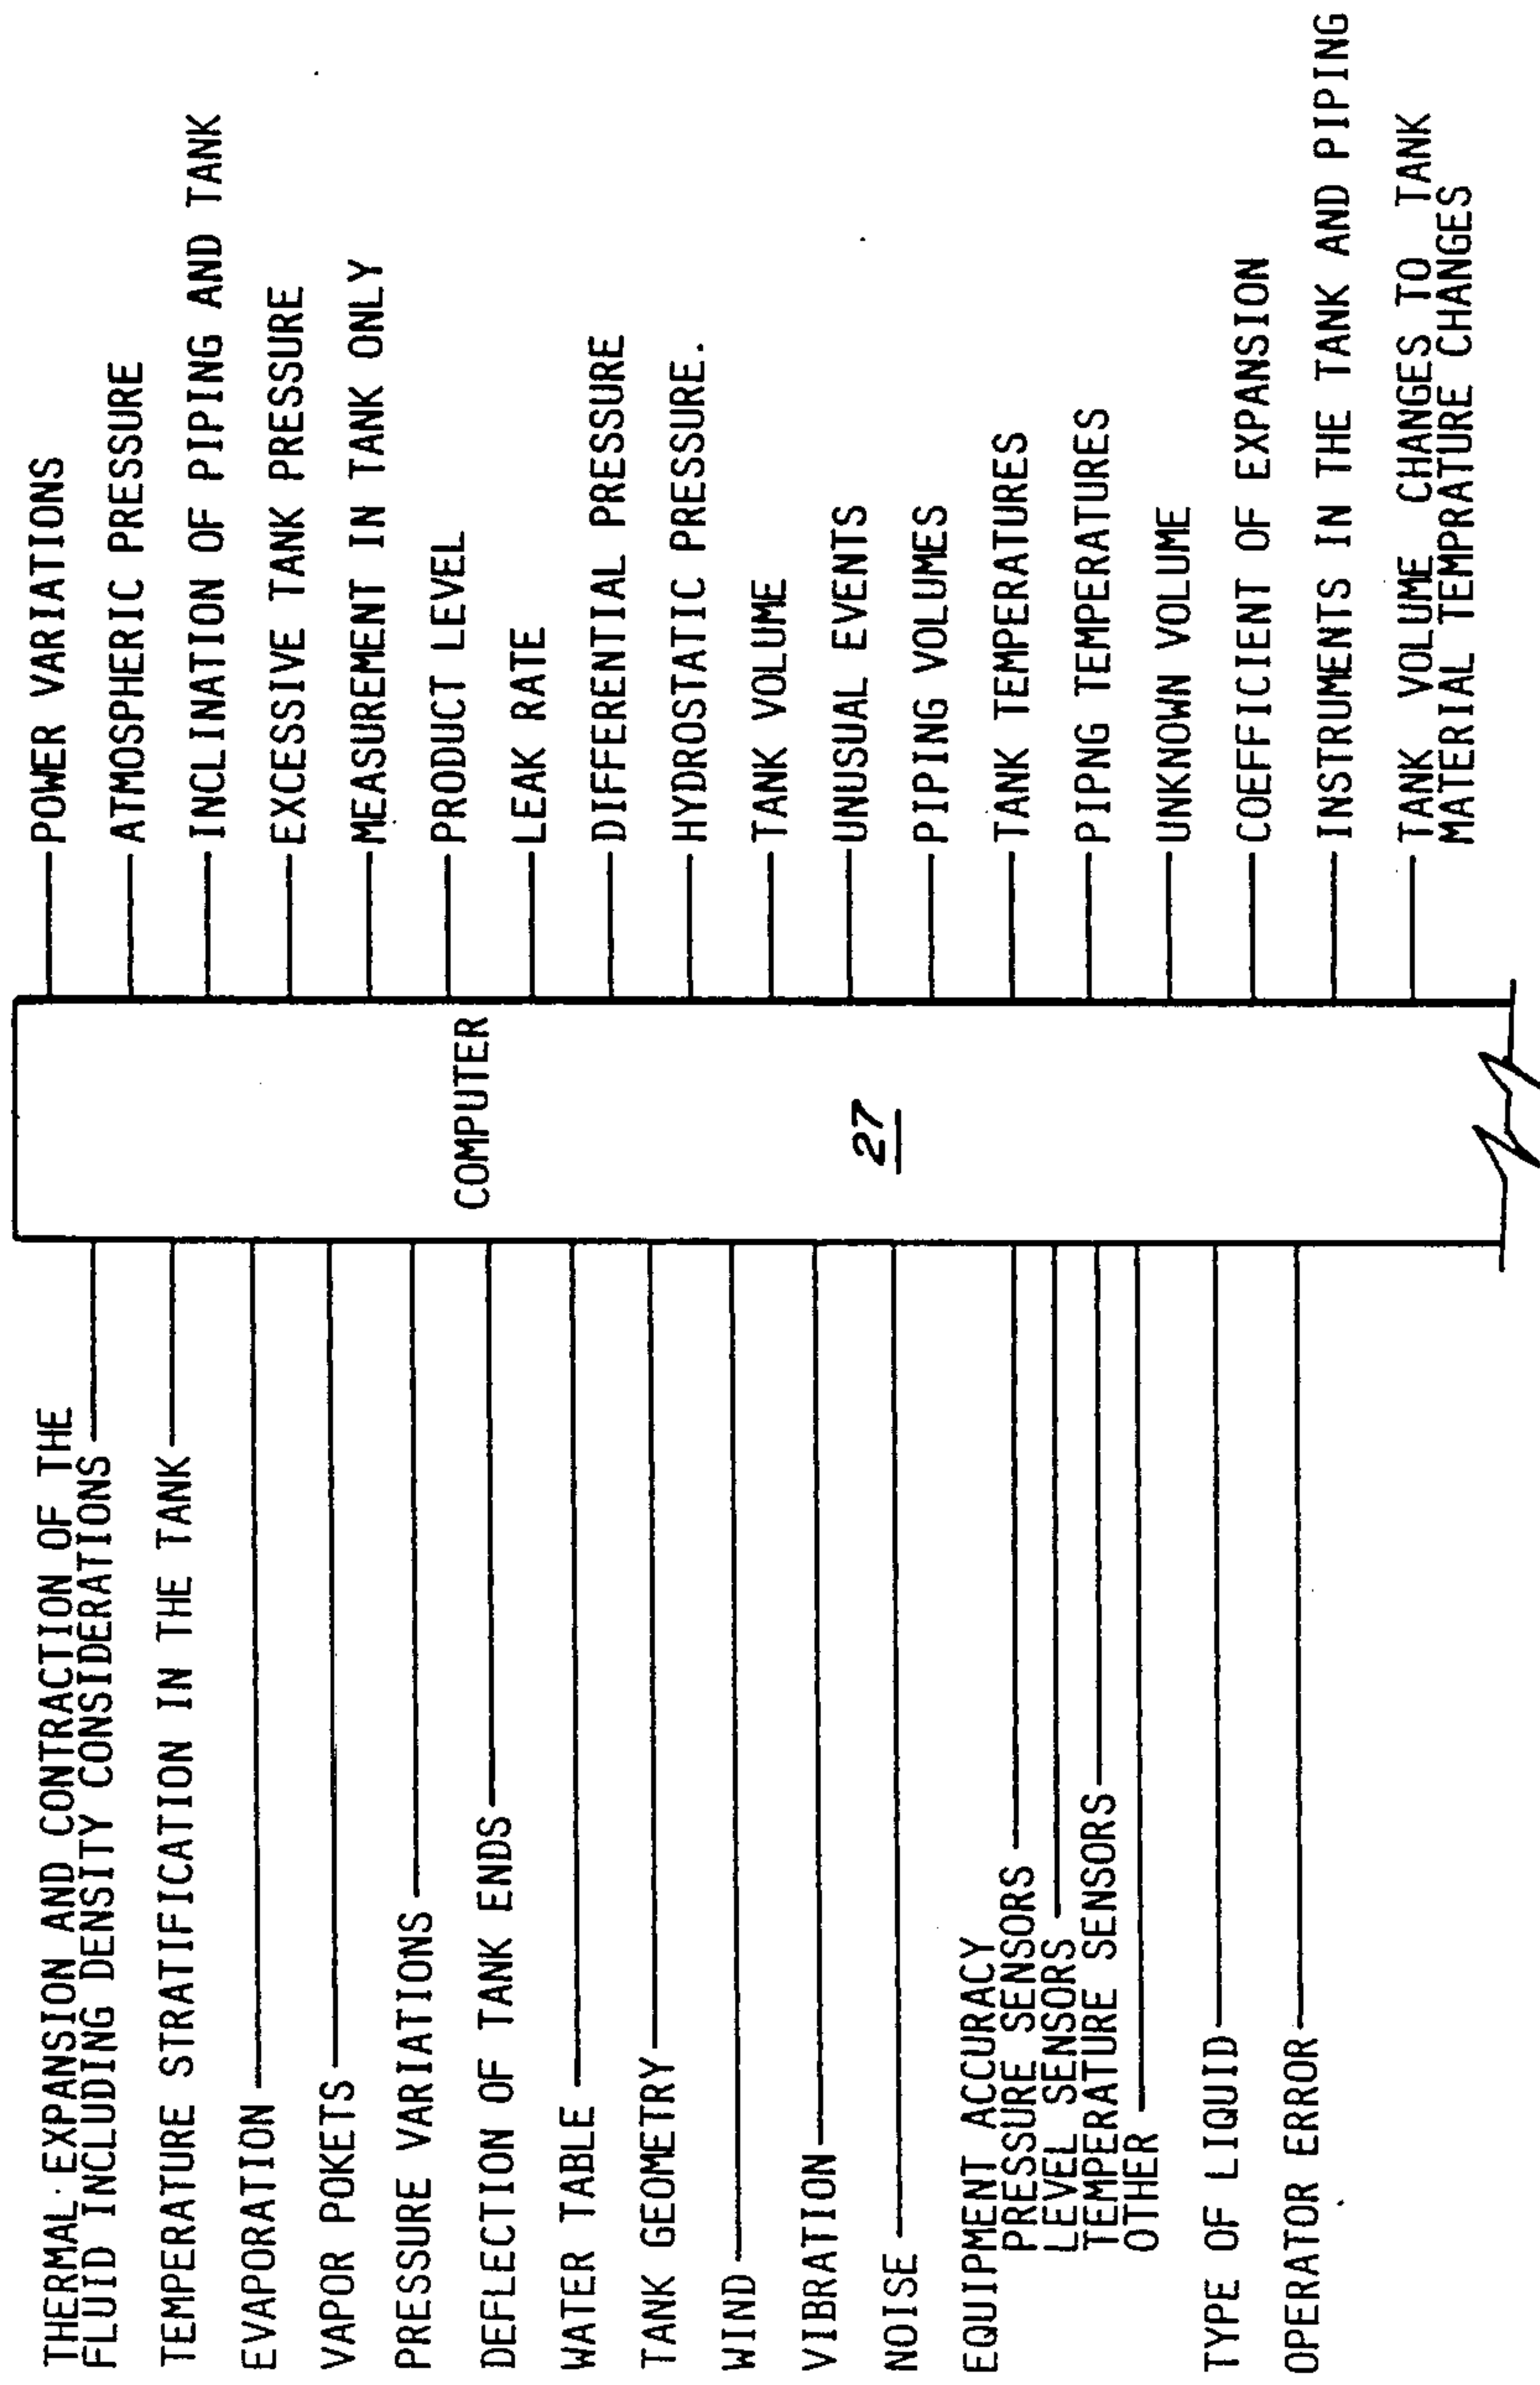 THERMAL EXPANSION AND CONTRACTION OF THE
FLUID INCLUDING DENSITY CONSIDERATIONS
TEMPERATURE STRATIFICATION IN THE TANK
EVAPORATION
VAPOR POKETS
PRESSURE VARIATIONS
DEFLECTION OF TANK ENDS
WATER TABLE
TANK GEOMETRY
WIND
VIBRATION
NOISE
EQUIPMENT ACCURACY
PRESSURE SENSORS
LEVEL SENSORS
TEMPERATURE SENSORS
OTHER
TYPE OF LIQUID
OPERATOR ERROR
COMPUTER
27
POWER VARIATIONS
ATMOSPHERIC PRESSURE
INCLINATION OF PIPING AND TANK
EXCESSIVE TANK PRESSURE
MEASUREMENT IN TANK ONLY
PRODUCT LEVEL
LEAK RATE
DIFFERENTIAL PRESSURE
HYDROSTATIC PRESSURE.
TANK VOLUME
UNUSUAL EVENTS
PIPING VOLUMES
TANK TEMPERATURES
PIPNG TEMPERATURES
UNKNOWN VOLUME
COEFFICIENT OF EXPANSION
INSTRUMENTS IN THE TANK AND PIPING
TANK VOLUME CHANGES TO TANK
MATERIAL TEMPRATURE CHANGES